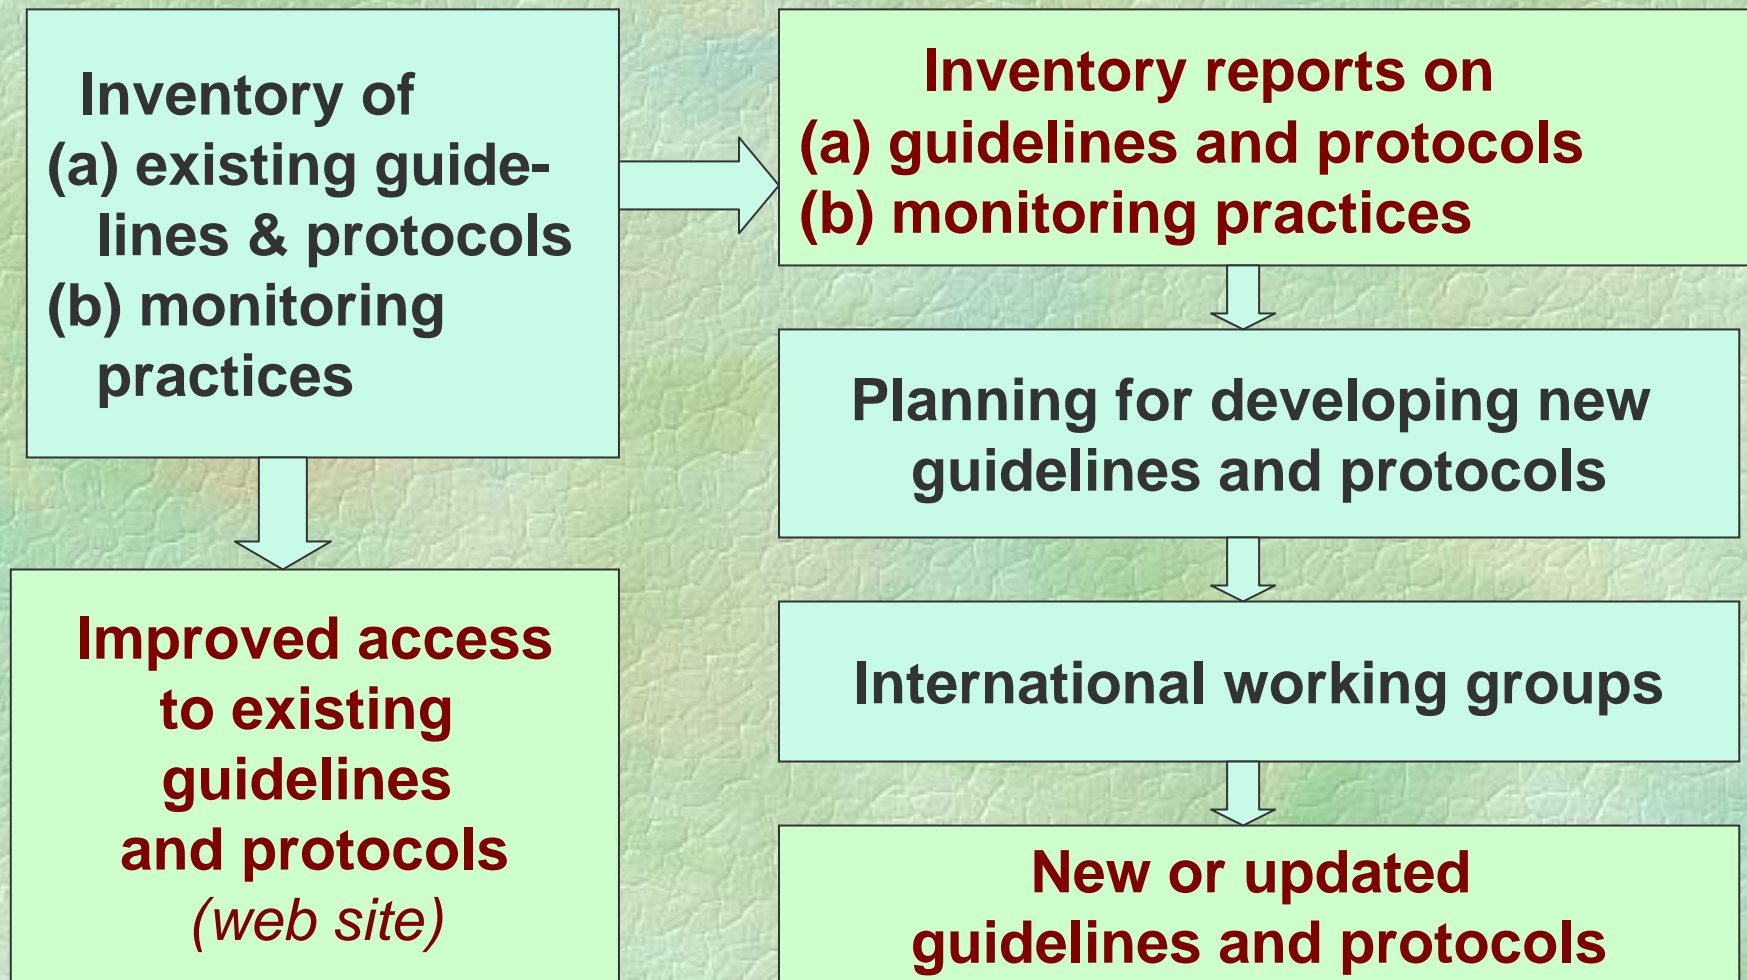 Inventory of
(a) existing guide-
lines & protocols
(b) monitoring
practices
Improved access
to existing
guidelines
and protocols
(web site)
Inventory reports on
(a) guidelines and protocols
(b) monitoring practices
Planning for developing new
guidelines and protocols
International working groups
New or updated
guidelines and protocols